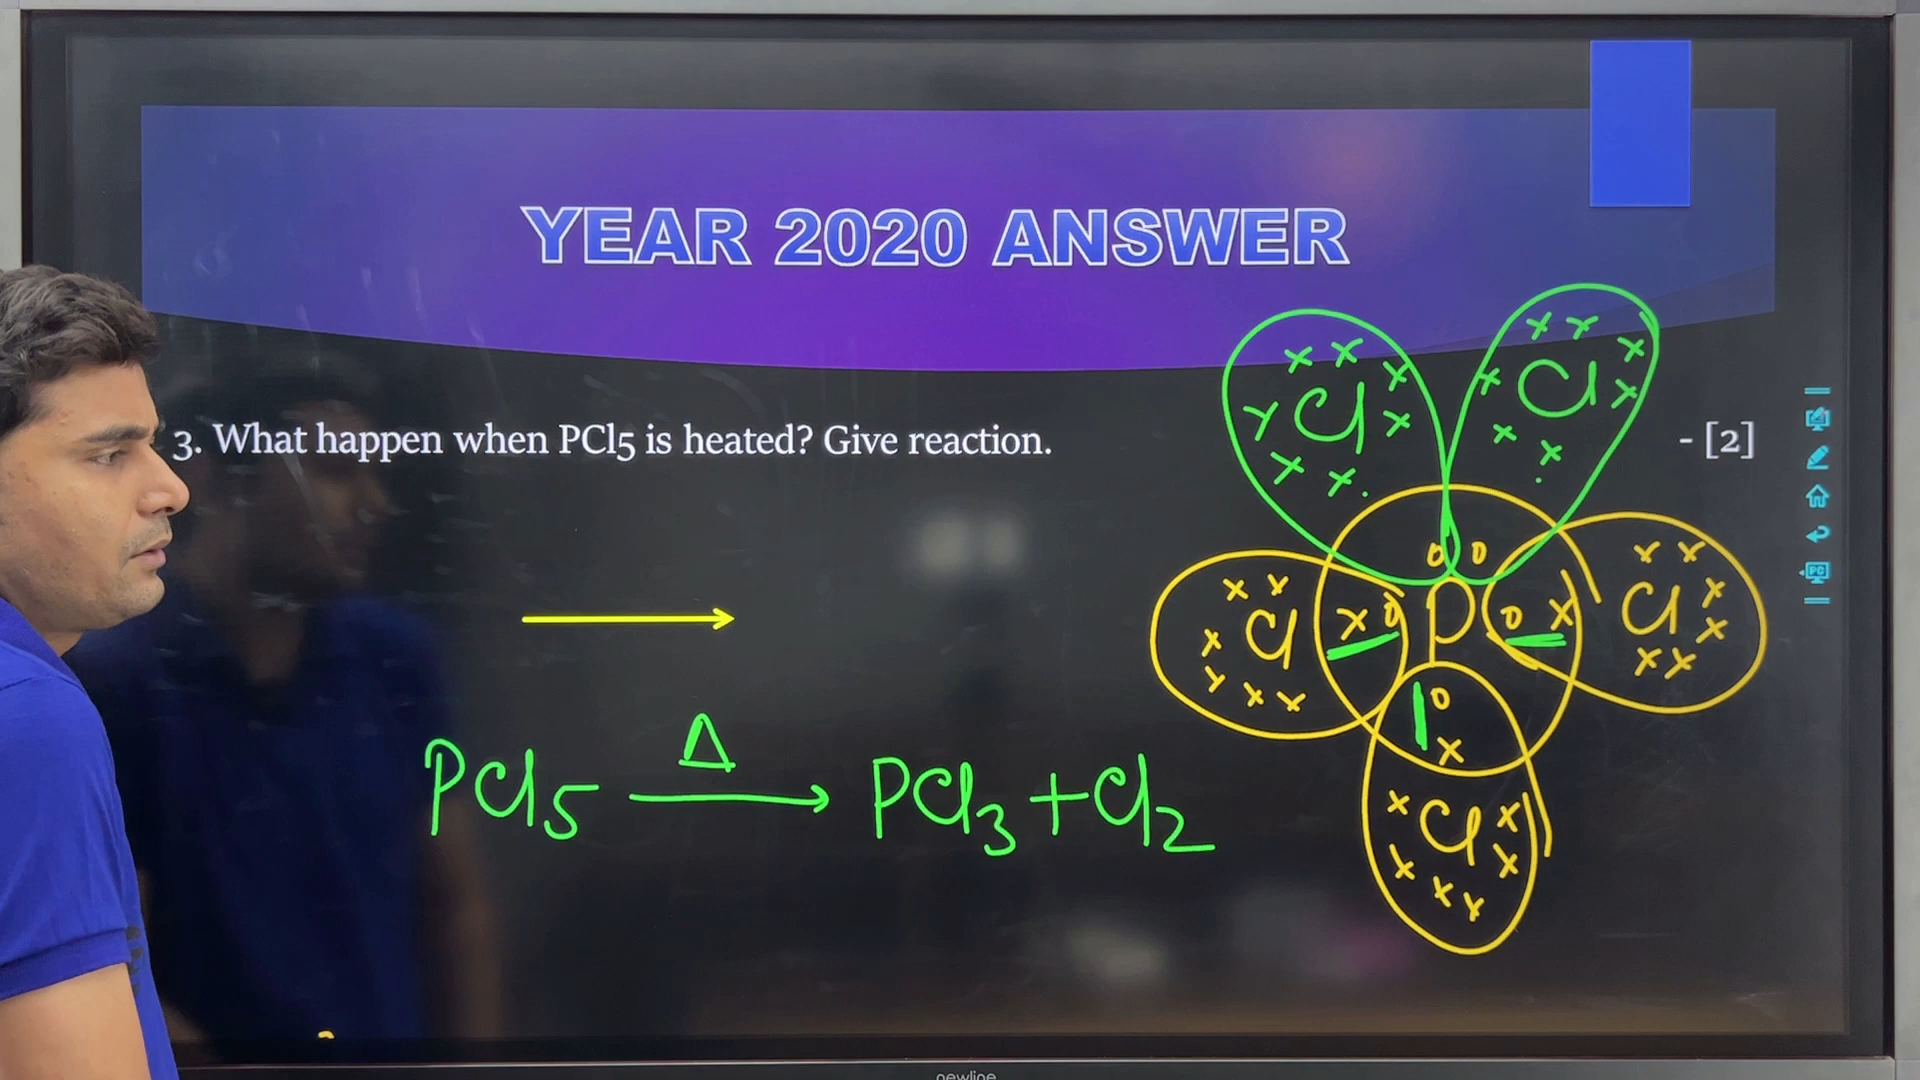 YEAR 2020 ANSWER
3. What happen when PCl5 is heated? Give reaction. - [2]
Cl Cl
Cl P Cl
Cl
PCl5 Δ→ PCl3 + Cl2
PC
newline